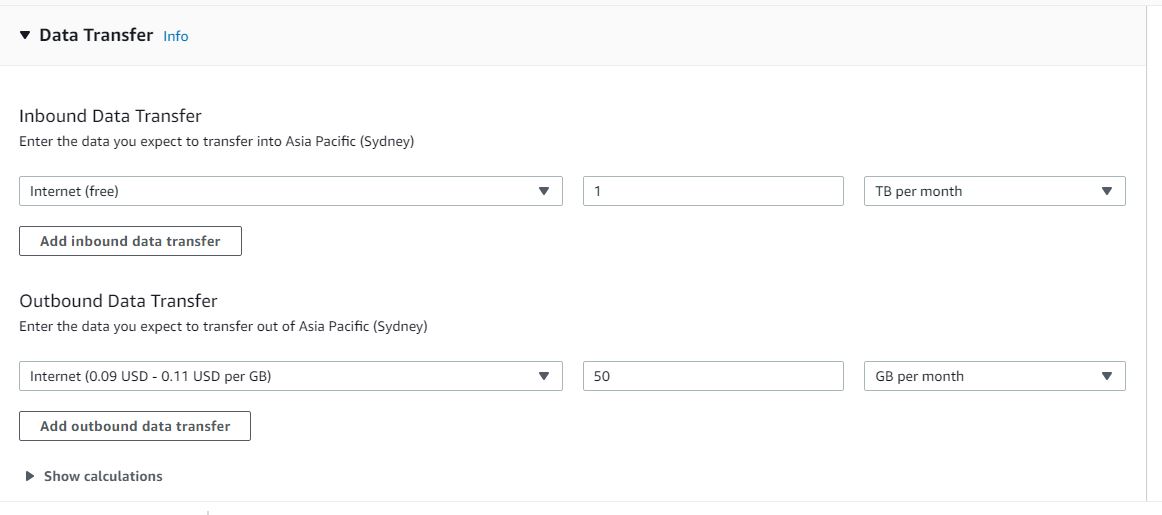 Data Transfer Info
Inbound Data Transfer
Enter the data you expect to transfer into Asia Pacific (Sydney)
Internet (free) 1 TB per month
Add inbound data transfer
Outbound Data Transfer
Enter the data you expect to transfer out of Asia Pacific (Sydney)
Internet (0.09 USD - 0.11 USD per GB) 50 GB per month
Add outbound data transfer
Show calculations